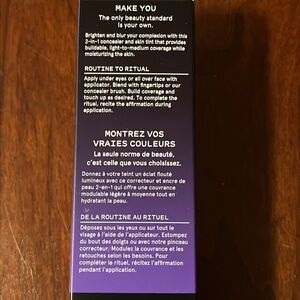 MAKE YOU
The only beauty standard
is your own.
Brighten and blur your complexion with this
2-in-1 concealer and skin tint that provides
buildable, light-to-medium coverage while
moisturizing the skin.
ROUTINE TO RITUAL
Apply under eyes or all over face with
applicator. Blend with fingertips or our
concealer brush. Build coverage and
touch up as desired. To complete the
ritual, recite the affirmation during
application.
MONTREZ VOS
VRAIES COULEURS
La seule norme de beauté,
c'est celle que vous choisissez.
Donnez à votre teint un éclat flouté
lumineux avec ce correcteur et encre de
peau 2-en-1 qui offre une couvrance
modulable légère à moyenne tout en
hydratant la peau.
DE LA ROUTINE AU RITUEL
Déposez sous les yeux ou sur tout le
visage à l'aide de l'applicateur. Estompez
du bout des doigts ou avec notre pinceau
correcteur. Modulez la couvrance et les
retouches selon les besoins. Pour
compléter le rituel, récitez l'affirmation
pendant l'application.